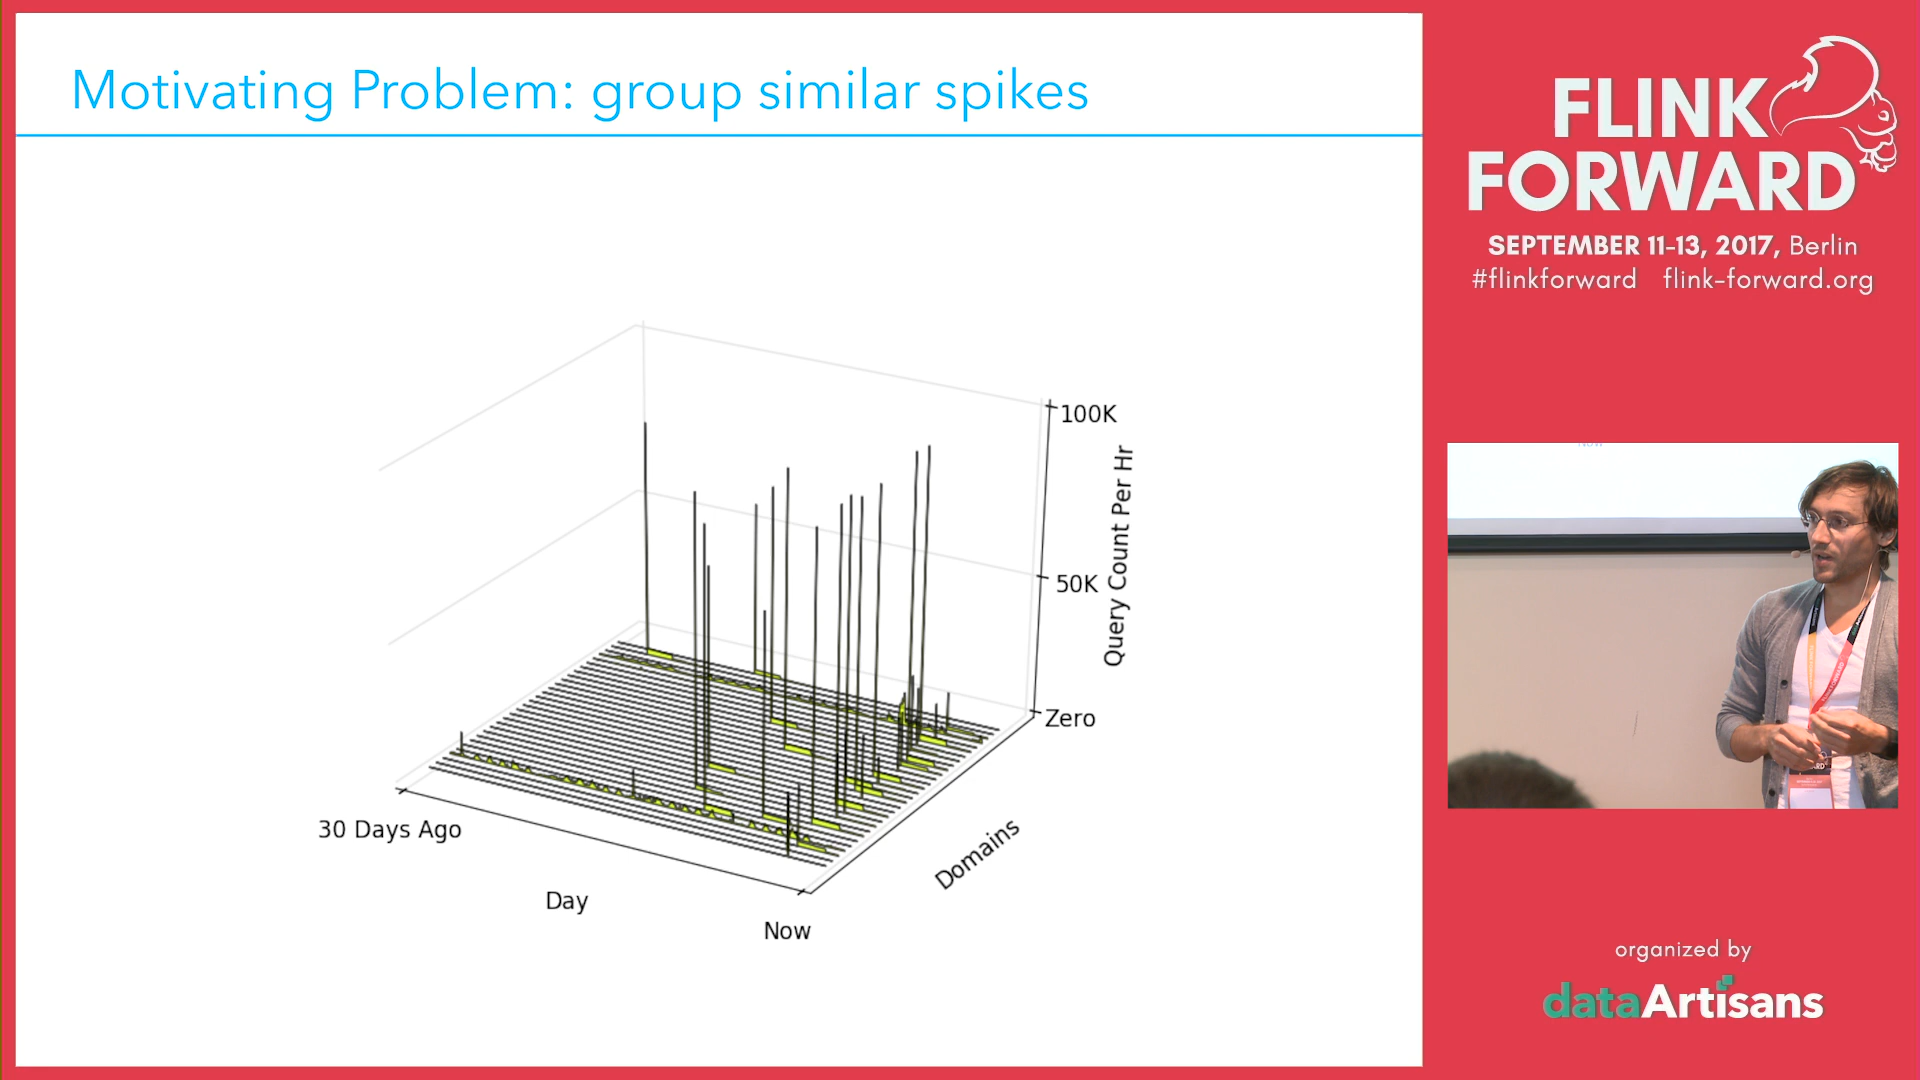 Motivating Problem: group similar spikes
100K
50K
Zero
Query Count Per Hr
Domains
30 Days Ago
Day
Now
FLINK
FORWARD
SEPTEMBER 11-13, 2017, Berlin
#flinkforward flink-forward.org
organized by
dataArtisans